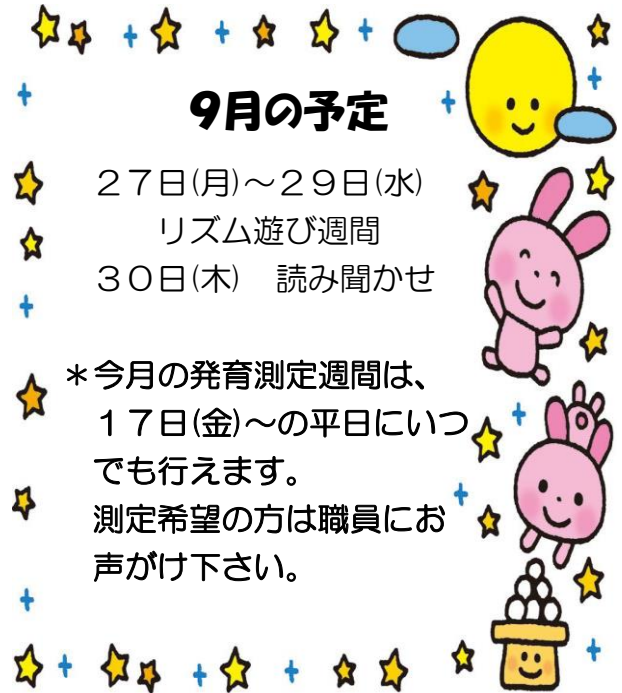 9月の予定
２７日(月)～２９日(水)
リズム遊び週間
３０日(木)　読み聞かせ
＊今月の発育測定週間は、
１７日(金)～の平日にいつ
でも行えます。
測定希望の方は職員にお
声がけ下さい。